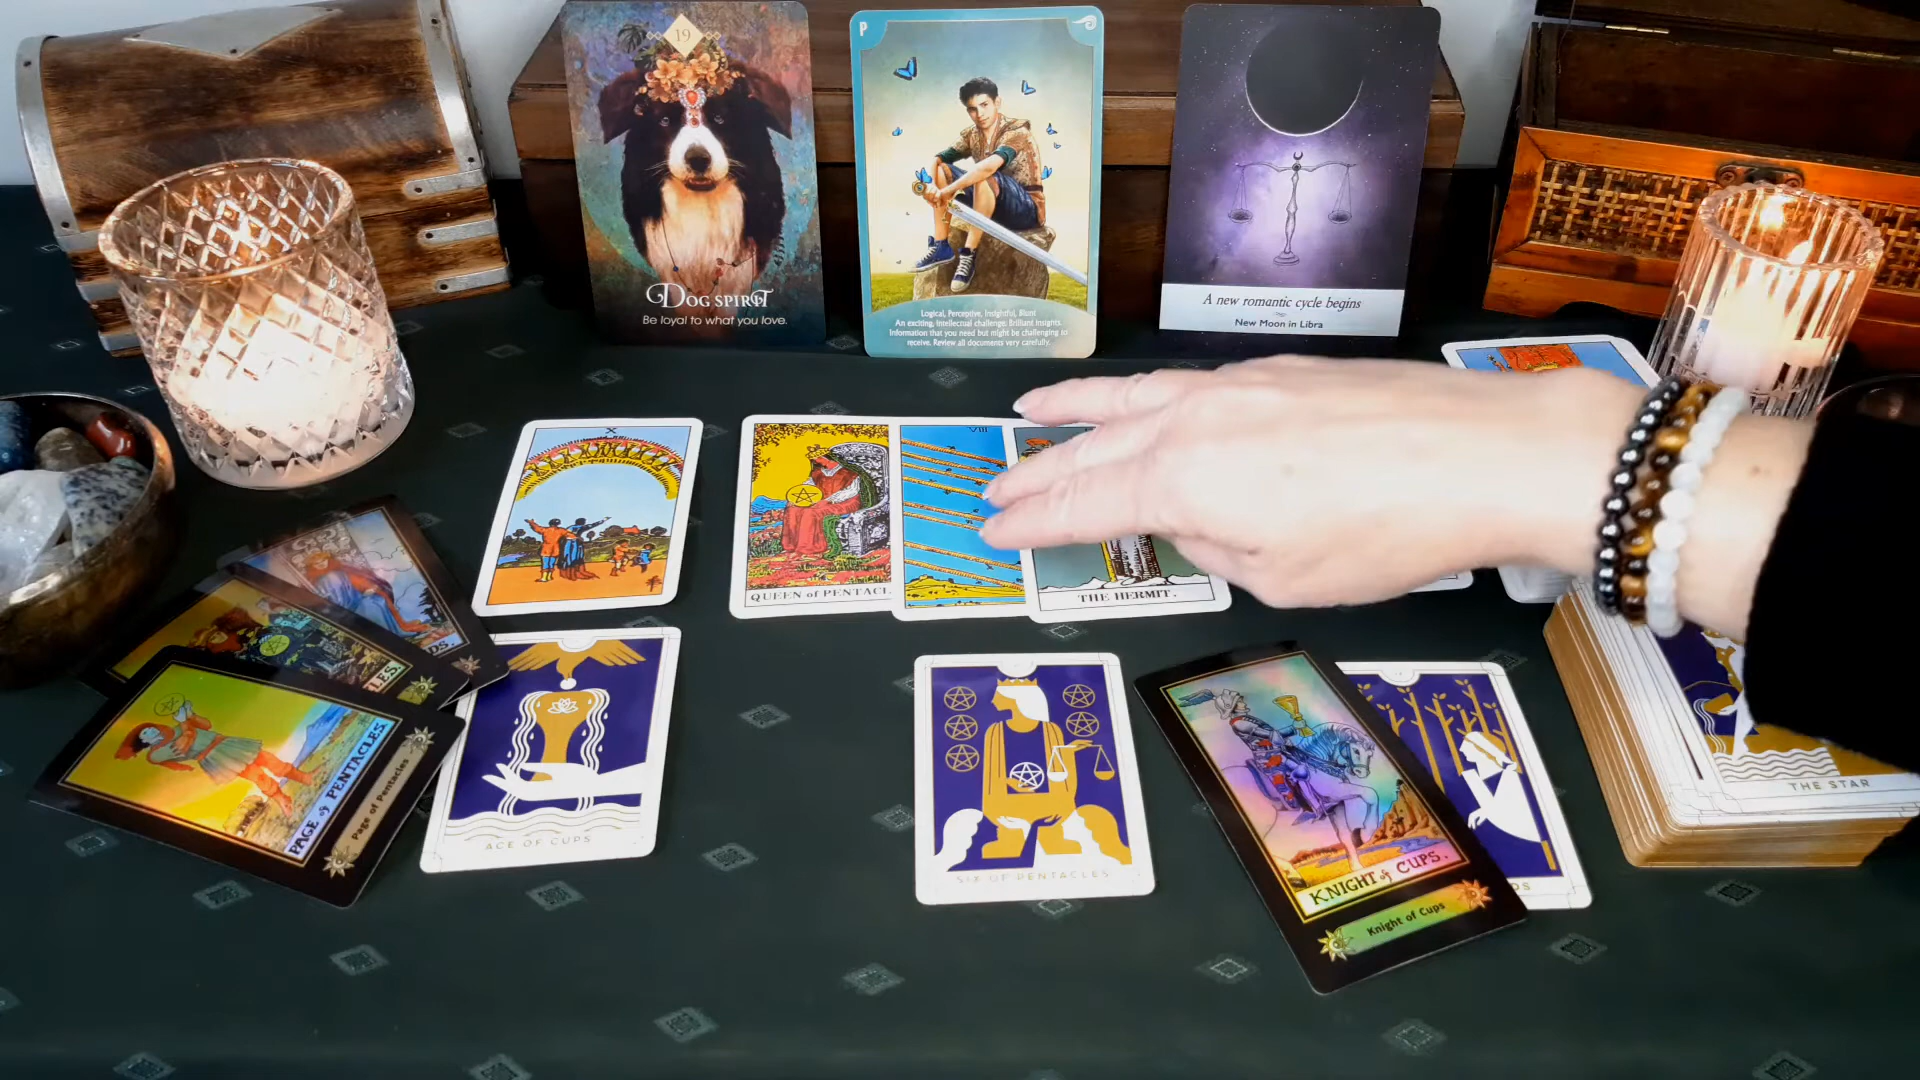 19
DOG SPIRIT
Be loyal to what you love.
P
Logical, Perceptive, Insightful, Blunt
An exciting, intellectual challenge. Brilliant insights.
Information that you need but might be challenging to
receive. Review all documents very carefully.
A new romantic cycle begins
New Moon in Libra
X
QUEEN of PENTACL
VIII
THE HERMIT.
DS.
LES.
PAGE of PENTACLES.
Page of Pentacles
ACE OF CUPS
SIX OF PENTACLES
KNIGHT of CUPS.
Knight of Cups
DS
THE STAR